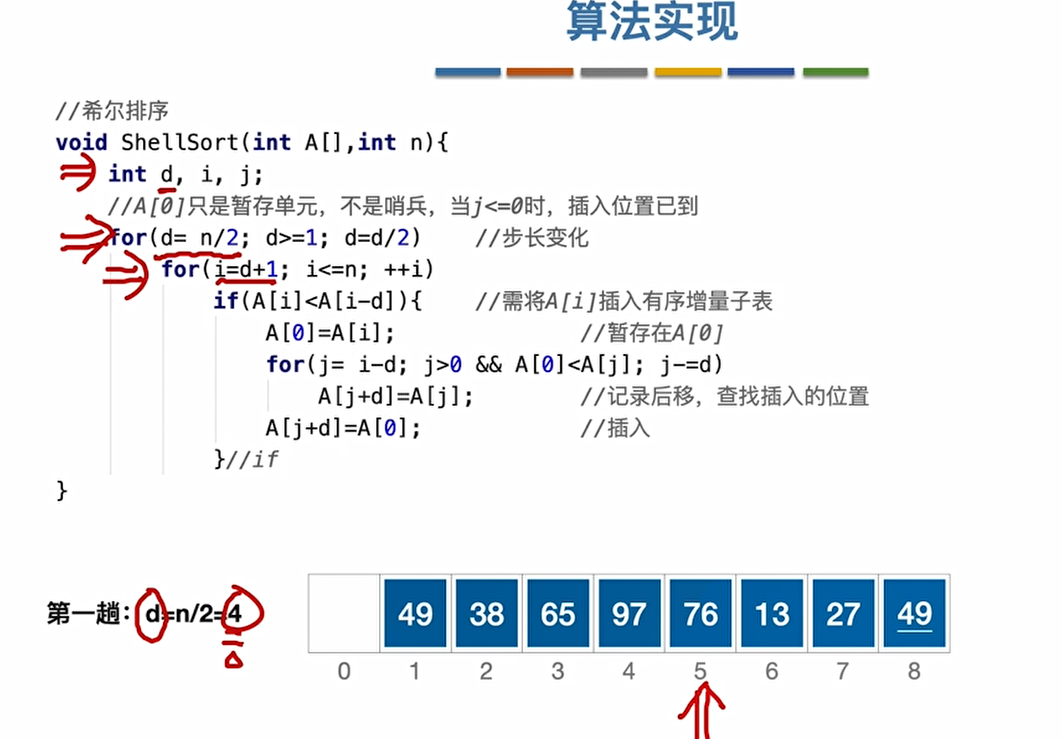 算法实现
//希尔排序
void ShellSort(int A[],int n){
int d, i, j;
//A[0]只是暂存单元，不是哨兵，当j<=0时，插入位置已到
for(d= n/2; d>=1; d=d/2) //步长变化
for(i=d+1; i<=n; ++i)
if(A[i]<A[i-d]){ //需将A[i]插入有序增量子表
A[0]=A[i]; //暂存在A[0]
for(j= i-d; j>0 && A[0]<A[j]; j-=d)
A[j+d]=A[j]; //记录后移，查找插入的位置
A[j+d]=A[0]; //插入
}//if
}
第一趟：d=n/2=4
49 38 65 97 76 13 27 49
0 1 2 3 4 5 6 7 8